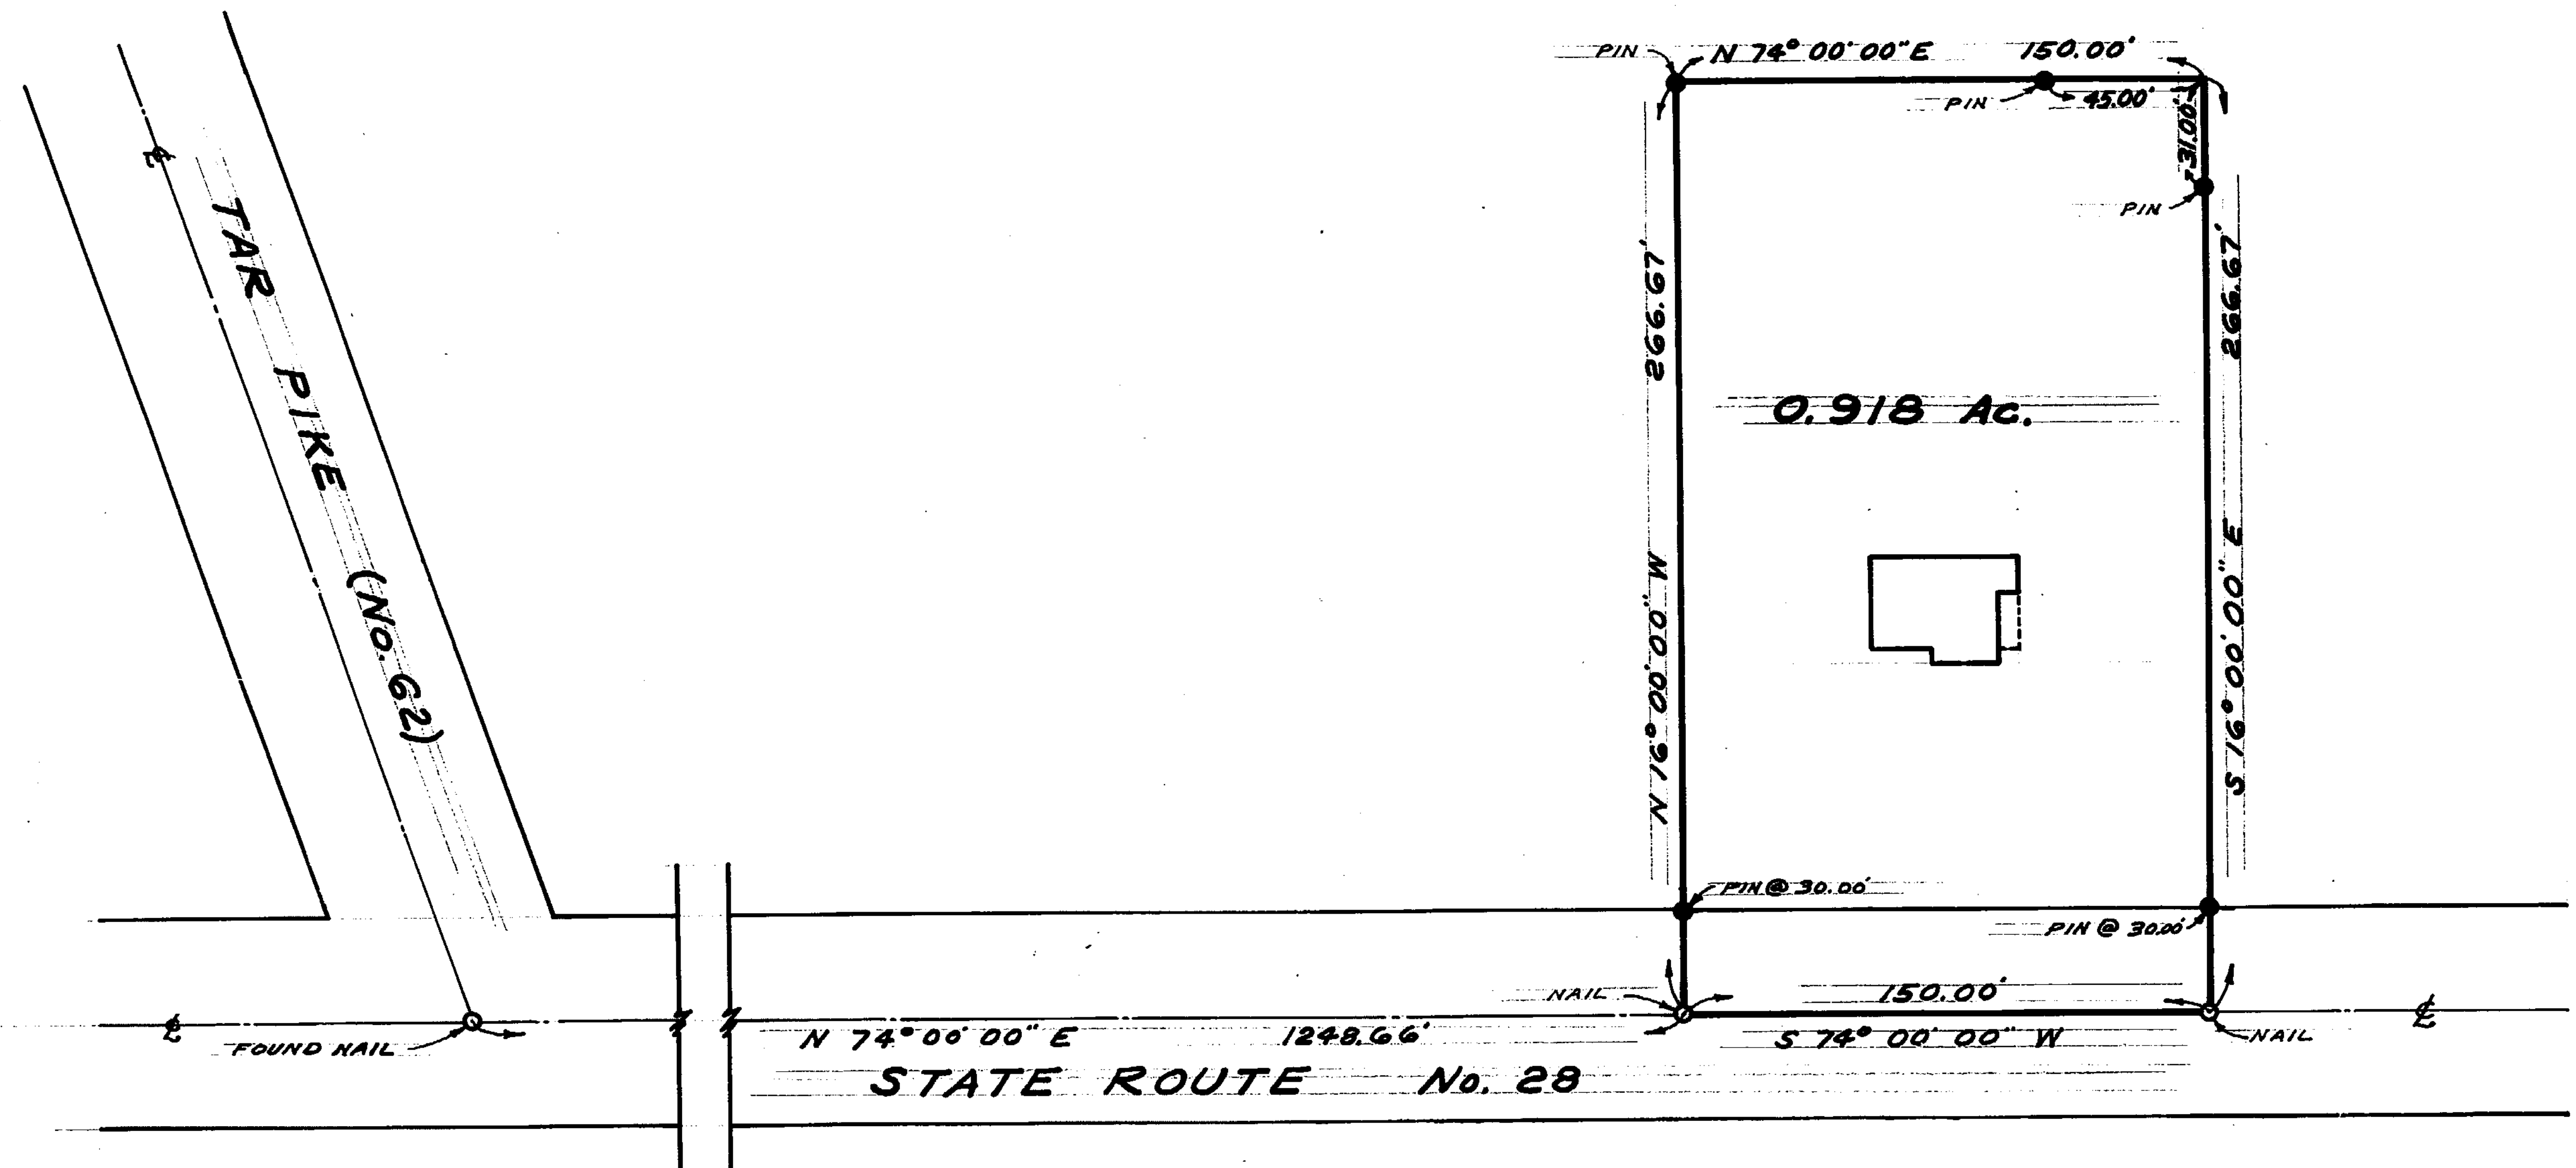 PIN
N 74° 00' 00" E 150.00'
PIN
45.00'
31.00'
PIN
℄
TAR PIKE (No. 62)
266.67'
N 16° 00' 00" W
266.67'
S 16° 00' 00" E
0.918 Ac.
PIN @ 30.00'
PIN @ 30.00'
NAIL
150.00'
℄
FOUND NAIL
N 74° 00' 00" E 1248.66'
S 74° 00' 00" W
NAIL
℄
STATE ROUTE No. 28